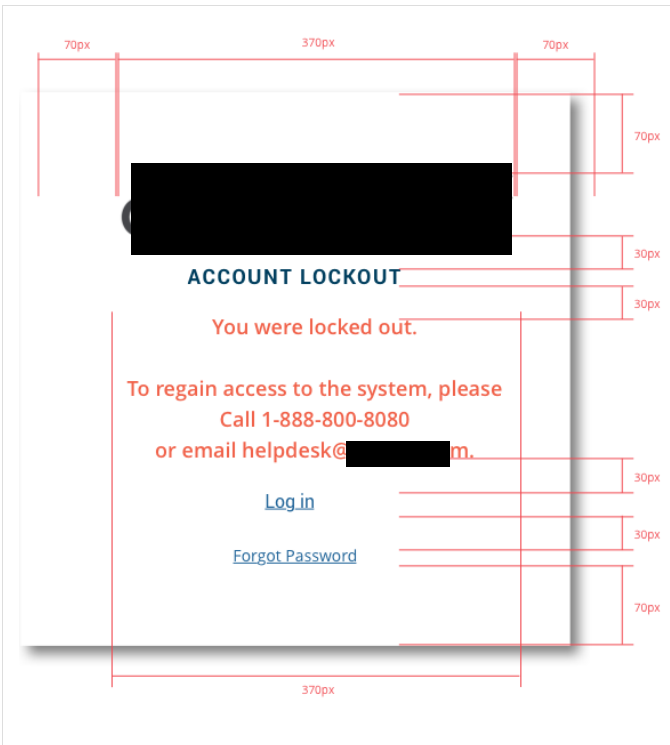 70px
370px
70px
70px
30px
ACCOUNT LOCKOUT
30px
You were locked out.
To regain access to the system, please
Call 1-888-800-8080
or email helpdesk@ m.
30px
Log in
30px
Forgot Password
70px
370px